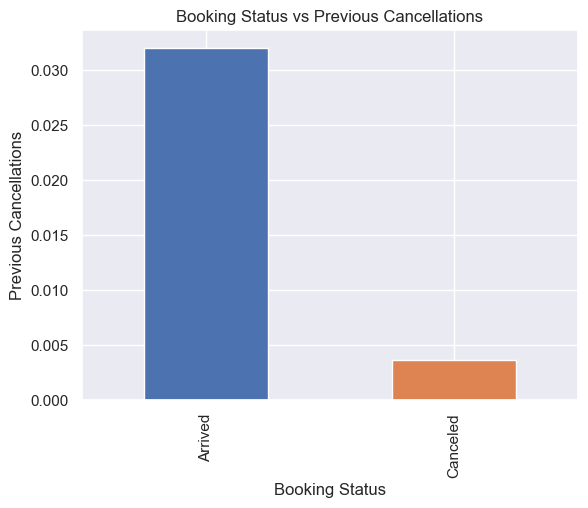 Booking Status vs Previous Cancellations
Previous Cancellations
0.030
0.025
0.020
0.015
0.010
0.005
0.000
Arrived
Canceled
Booking Status